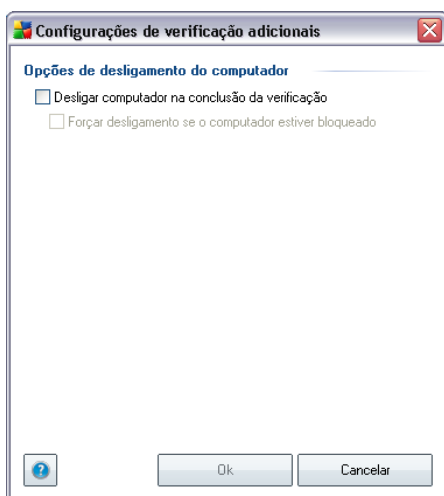 Configurações de verificação adicionais
Opções de desligamento do computador
Desligar computador na conclusão da verificação
Forçar desligamento se o computador estiver bloqueado
?
Ok
Cancelar